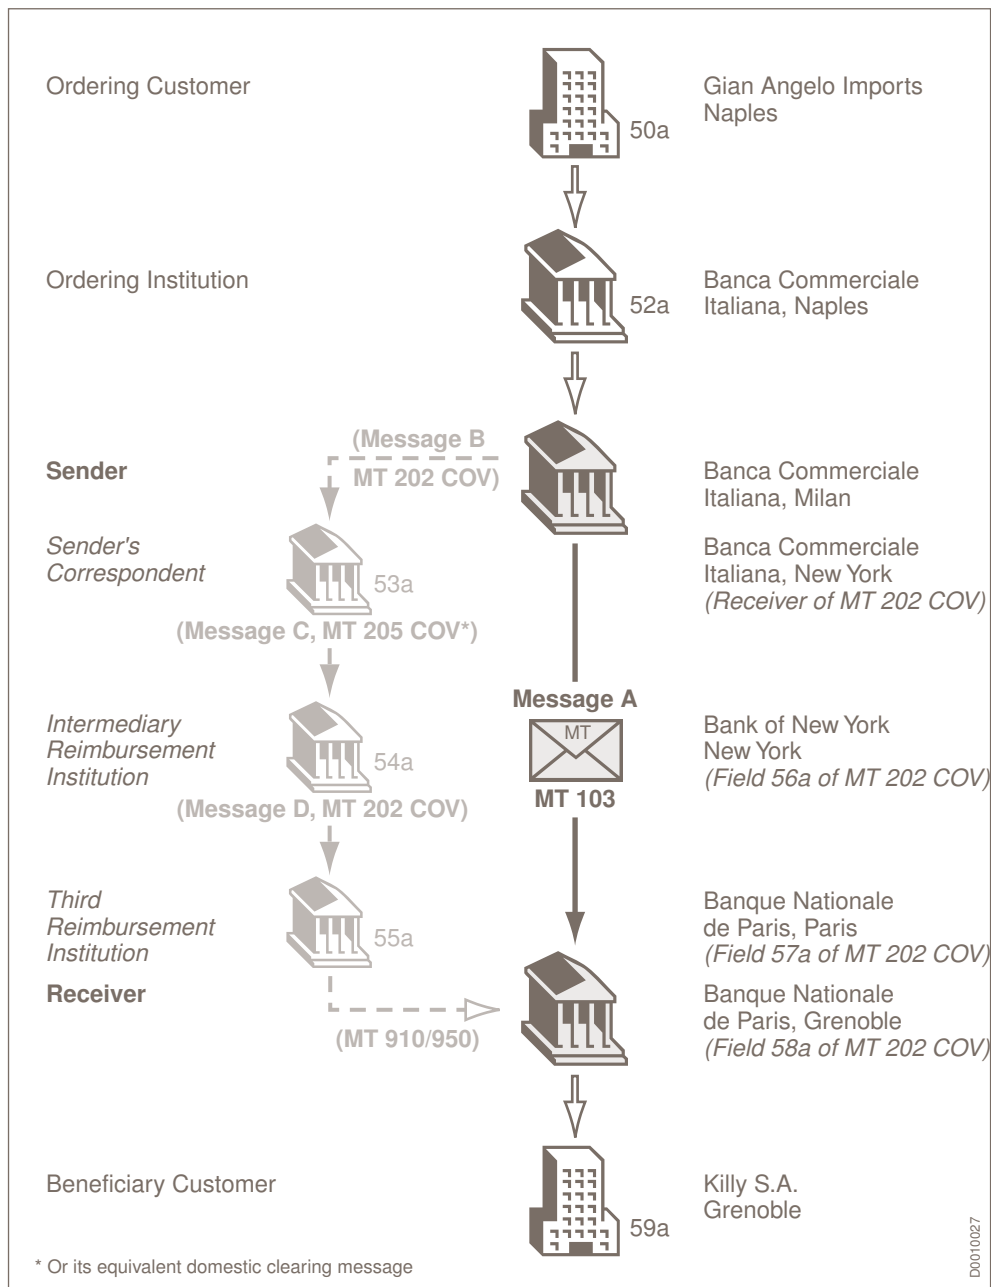 Ordering Customer
50a
Gian Angelo Imports
Naples
Ordering Institution
52a
Banca Commerciale
Italiana, Naples
(Message B
MT 202 COV)
Sender
Banca Commerciale
Italiana, Milan
Sender's
Correspondent
53a
Banca Commerciale
Italiana, New York
(Receiver of MT 202 COV)
(Message C, MT 205 COV*)
Message A
MT
MT 103
Intermediary
Reimbursement
Institution
54a
Bank of New York
New York
(Field 56a of MT 202 COV)
(Message D, MT 202 COV)
Third
Reimbursement
Institution
55a
Banque Nationale
de Paris, Paris
(Field 57a of MT 202 COV)
Receiver
(MT 910/950)
Banque Nationale
de Paris, Grenoble
(Field 58a of MT 202 COV)
Beneficiary Customer
59a
Killy S.A.
Grenoble
* Or its equivalent domestic clearing message
D0010027